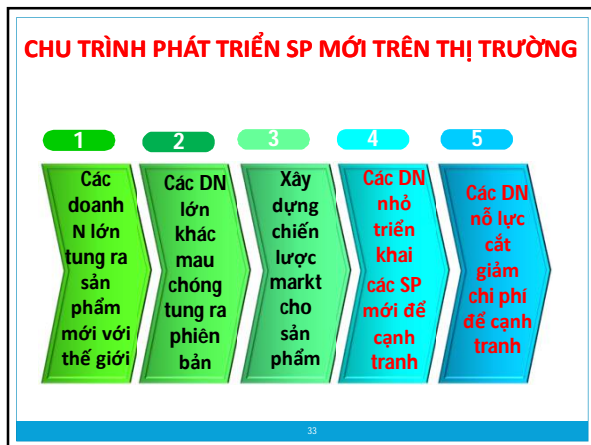 CHU TRÌNH PHÁT TRIỂN SP MỚI TRÊN THỊ TRƯỜNG
1
Các
doanh
N lớn
tung ra
sản
phẩm
mới với
thế giới
2
Các DN
lớn
khác
mau
chóng
tung ra
phiên
bản
3
Xây
dựng
chiến
lược
markt
cho
sản
phẩm
4
Các DN
nhỏ
triển
khai
các SP
mới để
cạnh
tranh
5
Các DN
nỗ lực
cắt
giảm
chi phí
để cạnh
tranh
33